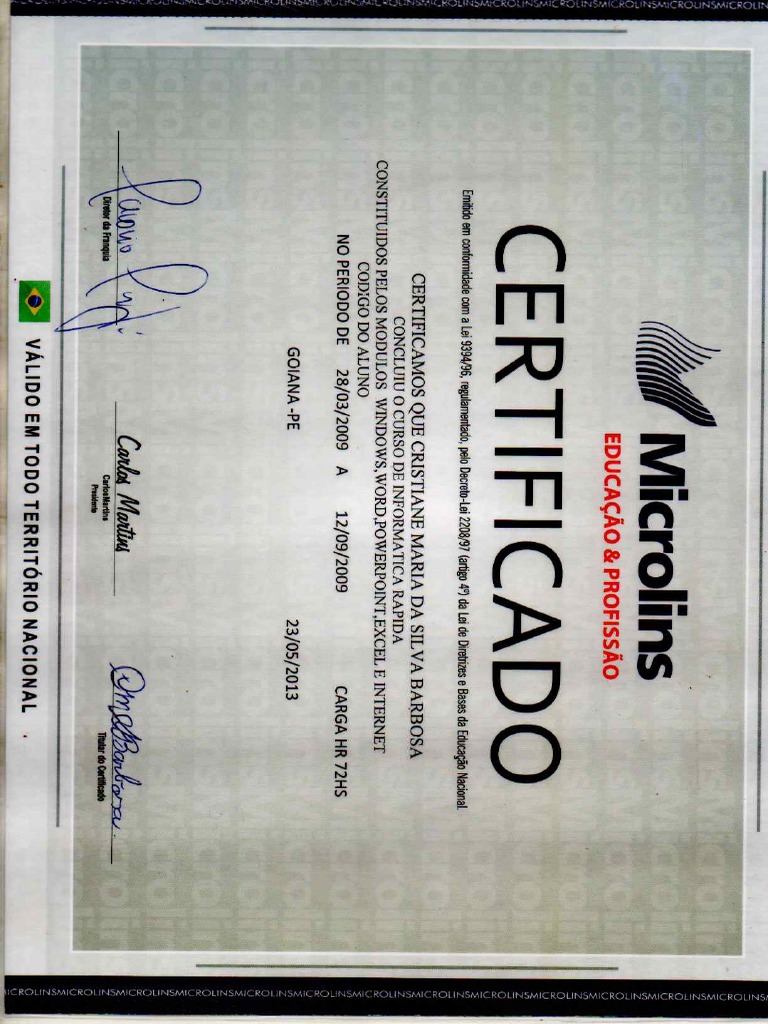 MICROLINSMICROLINSMICROLINSMICROLINSMICROLINSMICROLINSMICROLINSMICROLINSMICROLINSMICROLINSMICROLINS
Microlins
EDUCAÇÃO & PROFISSÃO
CERTIFICADO
Emitido em conformidade com a Lei 9394/96, regulamentado, pelo Decreto-Lei 2208/97 (artigo 4º) da Lei de Diretrizes e Bases da Educação Nacional.
CERTIFICAMOS QUE CRISTIANE MARIA DA SILVA BARBOSA
CONCLUIU O CURSO DE INFORMATICA RAPIDA
CONSTITUIDOS PELOS MODULOS WINDOWS,WORD,POWERPOINT,EXCEL E INTERNET
CODIGO DO ALUNO
NO PERIODO DE 28/03/2009 A 12/09/2009 CARGA HR 72HS
GOIANA -PE 23/05/2013
Diretor da Franquia
Carlos Martins
Carlos Martins
Presidente
Titular do Certificado
VÁLIDO EM TODO TERRITÓRIO NACIONAL
MICROLINSMICROLINSMICROLINSMICROLINSMICROLINSMICROLINSMICROLINSMICROLINSMICROLINSMICROLINSMICROLINS